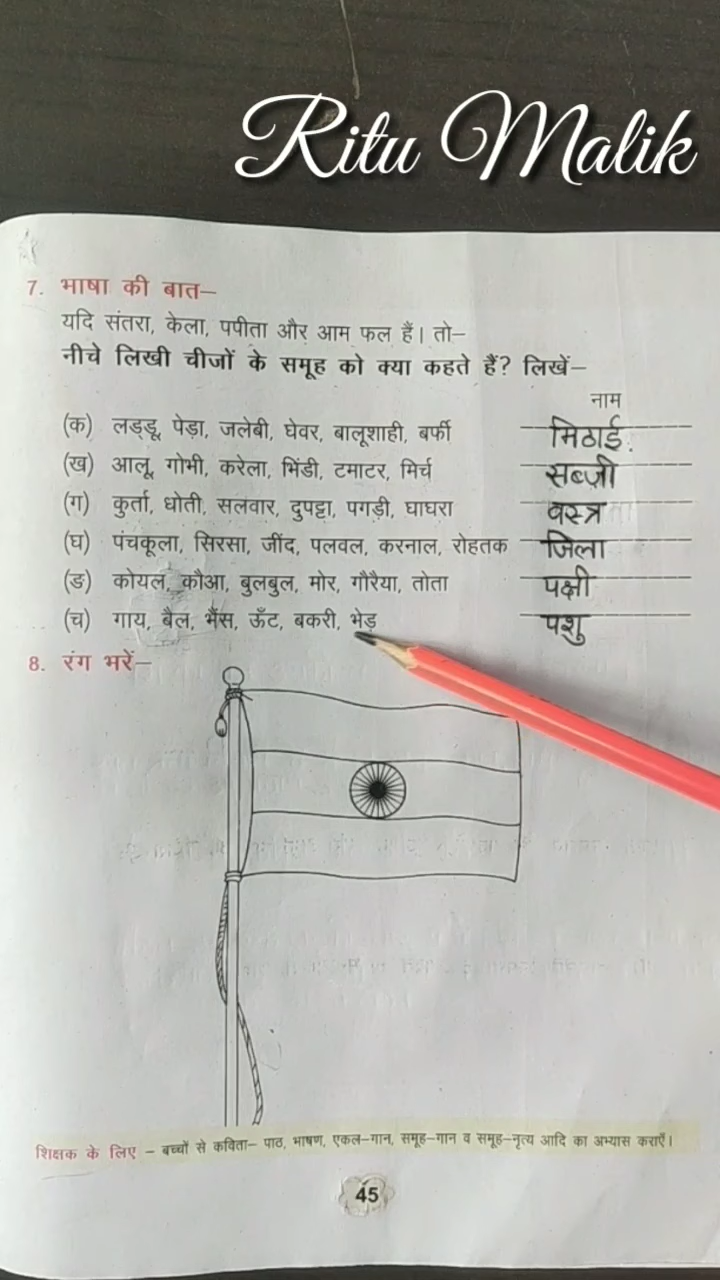 Ritu Malik
7. भाषा की बात–
यदि संतरा, केला, पपीता और आम फल हैं। तो–
नीचे लिखी चीजों के समूह को क्या कहते हैं? लिखें–
नाम
(क) लड्डू, पेड़ा, जलेबी, घेवर, बालूशाही, बर्फी मिठाई
(ख) आलू, गोभी, करेला, भिंडी, टमाटर, मिर्च सब्ज़ी
(ग) कुर्ता, धोती, सलवार, दुपट्टा, पगड़ी, घाघरा वस्त्र
(घ) पंचकूला, सिरसा, जींद, पलवल, करनाल, रोहतक जिला
(ङ) कोयल, कौआ, बुलबुल, मोर, गौरैया, तोता पक्षी
(च) गाय, बैल, भैंस, ऊँट, बकरी, भेड़ पशु
8. रंग भरें–
शिक्षक के लिए – बच्चों से कविता– पाठ, भाषण, एकल–गान, समूह–गान व समूह–नृत्य आदि का अभ्यास कराएँ।
45